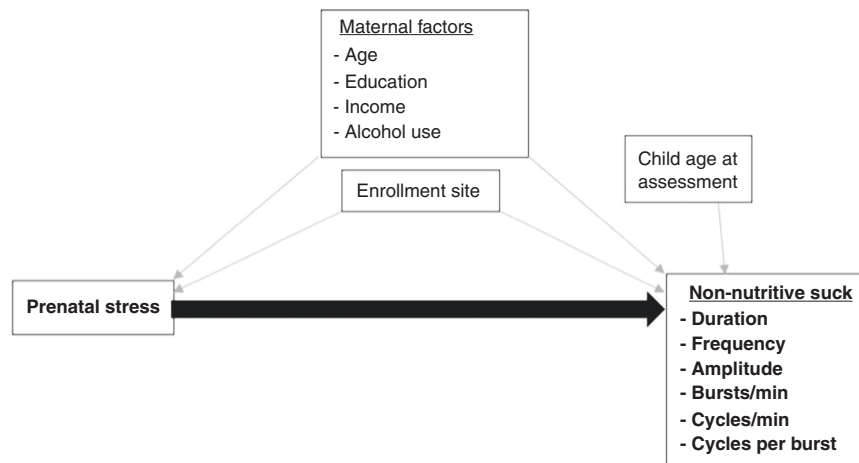 Maternal factors
- Age
- Education
- Income
- Alcohol use
Child age at
assessment
Enrollment site
Prenatal stress
Non-nutritive suck
- Duration
- Frequency
- Amplitude
- Bursts/min
- Cycles/min
- Cycles per burst